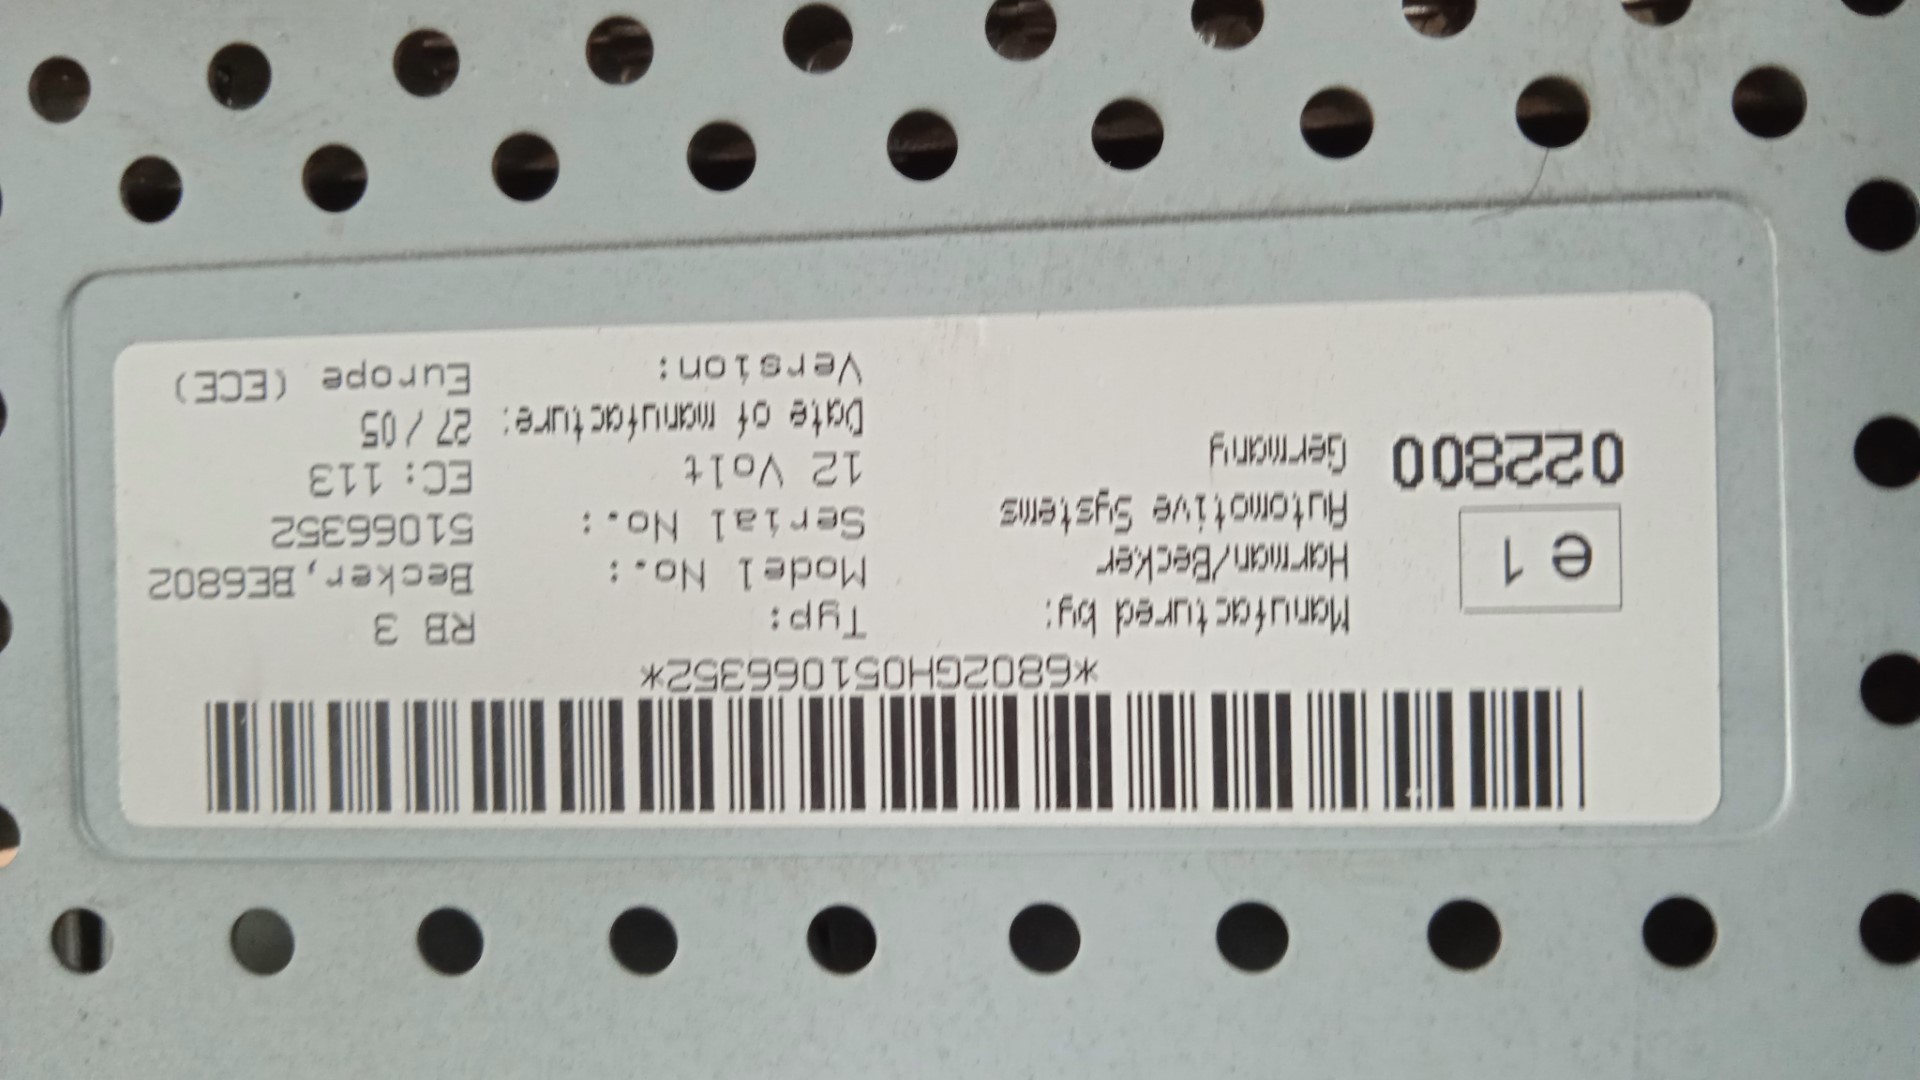 *6802GH051066352*
Manufactured by:
Harman/Becker
Automotive Systems
Germany
e 1
022800
Typ: RB 3
Model No.: Becker,BE6802
Serial No.: 51066352
12 Volt EC: 113
Date of manufacture: 27/05
Version: Europe (ECE)